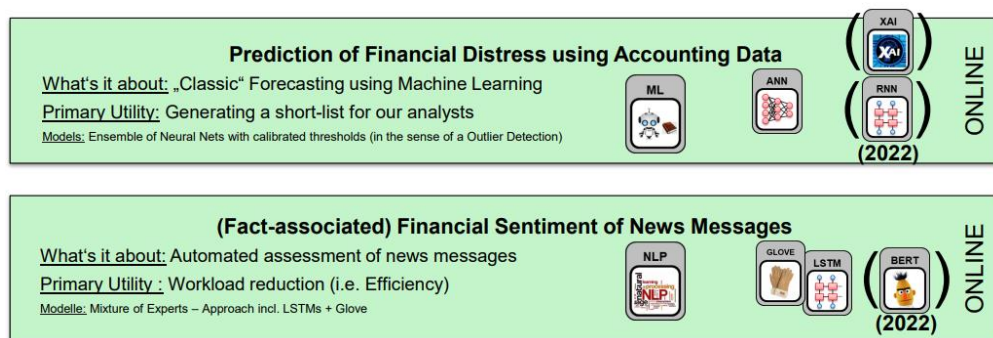 XAI
XAI
Prediction of Financial Distress using Accounting Data
What's it about: „Classic“ Forecasting using Machine Learning
Primary Utility: Generating a short-list for our analysts
Models: Ensemble of Neural Nets with calibrated thresholds (in the sense of a Outlier Detection)
ML
ANN
RNN
(2022)
ONLINE
(Fact-associated) Financial Sentiment of News Messages
What's it about: Automated assessment of news messages
Primary Utility : Workload reduction (i.e. Efficiency)
Modelle: Mixture of Experts – Approach incl. LSTMs + Glove
NLP
learning
processing
NLP
GLOVE
LSTM
BERT
(2022)
ONLINE